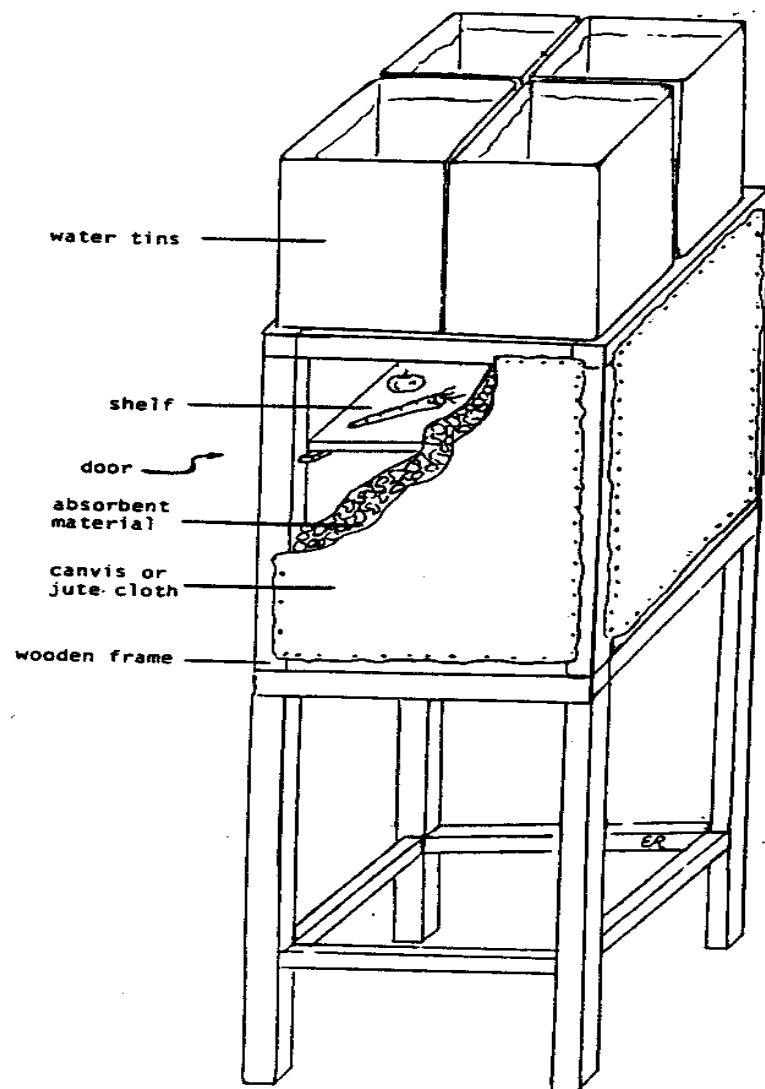 water tins
shelf
door
absorbent
material
canvis or
jute cloth
wooden frame
ER